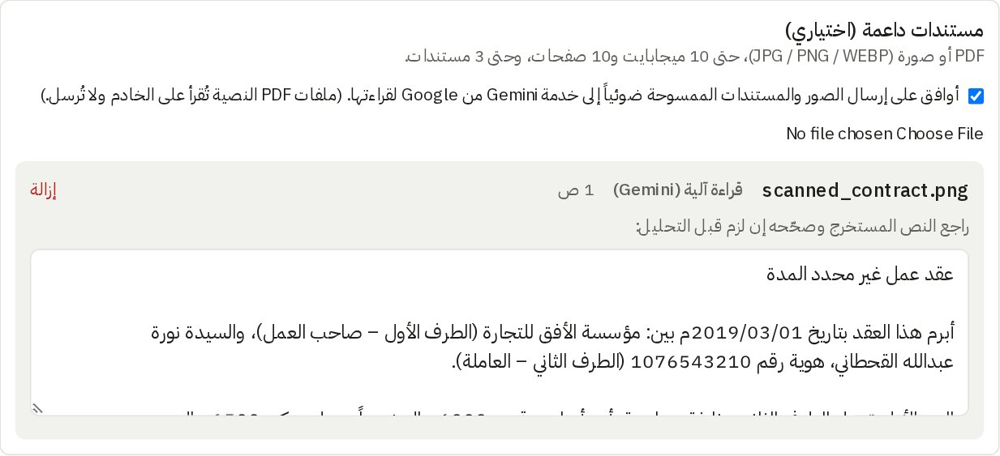 مستندات داعمة (اختياري)
PDF أو صورة (JPG / PNG / WEBP)، حتى 10 ميجابايت و10 صفحات، وحتى 3 مستندات.
أوافق على إرسال الصور والمستندات الممسوحة ضوئياً إلى خدمة Gemini من Google لقراءتها. (ملفات PDF النصية تُقرأ على الخادم ولا تُرسل.)
No file chosen Choose File
scanned_contract.png قراءة آلية (Gemini) 1 ص إزالة
راجع النص المستخرج وصحّحه إن لزم قبل التحليل:
عقد عمل غير محدد المدة
أبرم هذا العقد بتاريخ 2019/03/01م بين: مؤسسة الأفق للتجارة (الطرف الأول – صاحب العمل)، والسيدة نورة
عبدالله القحطاني، هوية رقم 1076543210 (الطرف الثاني – العاملة).